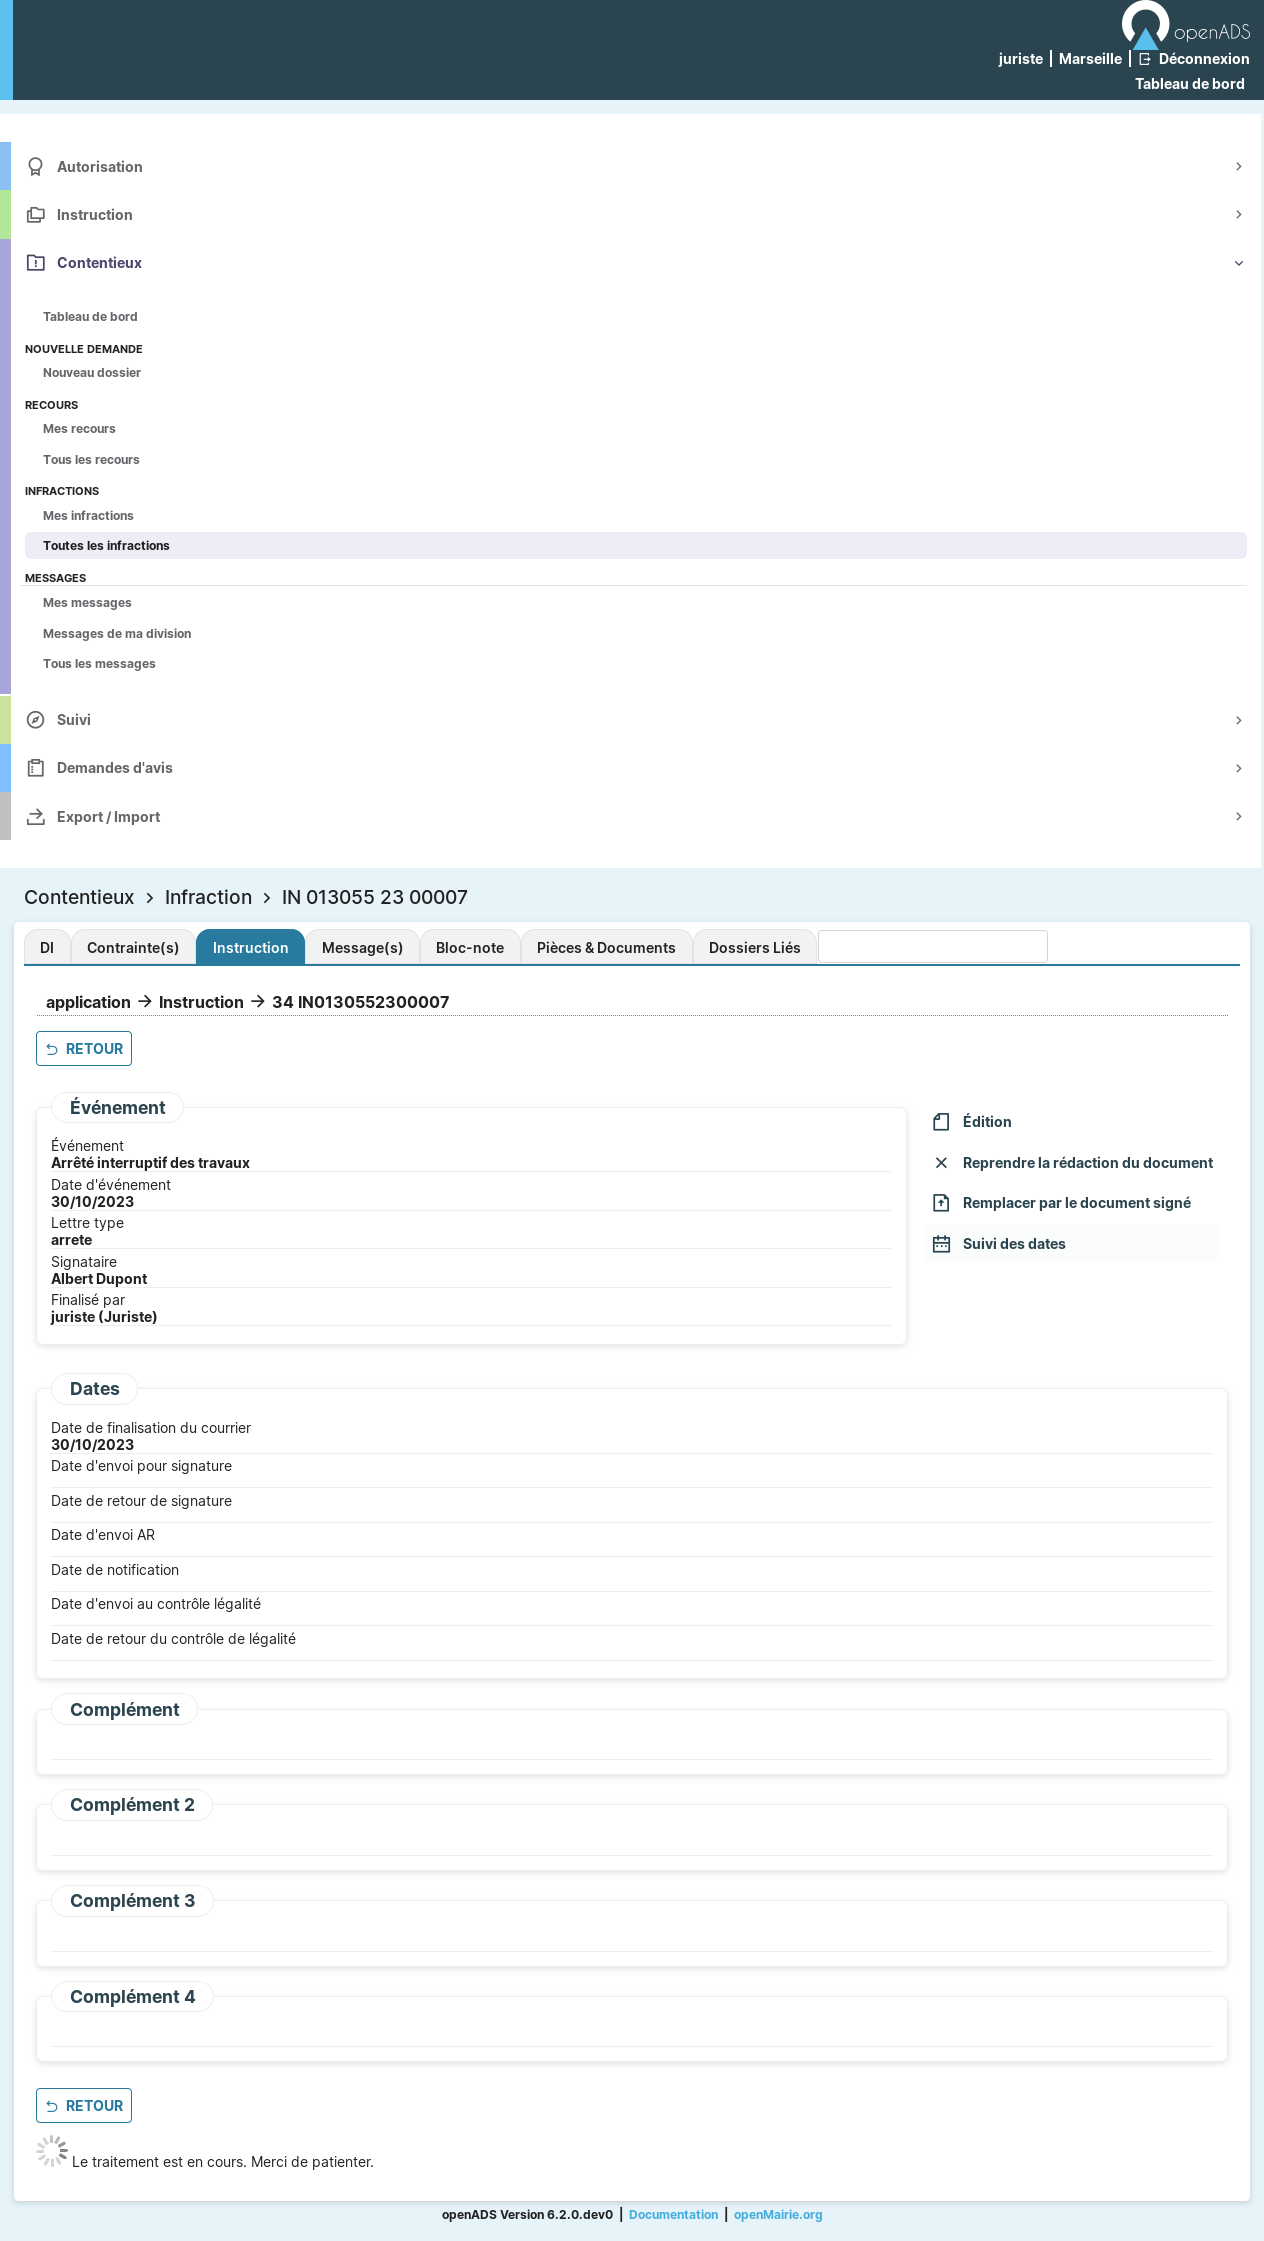 openADS
juriste | Marseille | Déconnexion
Tableau de bord
Autorisation
Instruction
Contentieux
Tableau de bord
NOUVELLE DEMANDE
Nouveau dossier
RECOURS
Mes recours
Tous les recours
INFRACTIONS
Mes infractions
Toutes les infractions
MESSAGES
Mes messages
Messages de ma division
Tous les messages
Suivi
Demandes d'avis
Export / Import
Contentieux > Infraction > IN 013055 23 00007
DI Contrainte(s) Instruction Message(s) Bloc-note Pièces & Documents Dossiers Liés
application → Instruction → 34 IN0130552300007
RETOUR
Événement
Événement
Arrêté interruptif des travaux
Date d'événement
30/10/2023
Lettre type
arrete
Signataire
Albert Dupont
Finalisé par
juriste (Juriste)
Édition
Reprendre la rédaction du document
Remplacer par le document signé
Suivi des dates
Dates
Date de finalisation du courrier
30/10/2023
Date d'envoi pour signature
Date de retour de signature
Date d'envoi AR
Date de notification
Date d'envoi au contrôle légalité
Date de retour du contrôle de légalité
Complément
Complément 2
Complément 3
Complément 4
RETOUR
Le traitement est en cours. Merci de patienter.
openADS Version 6.2.0.dev0 | Documentation | openMairie.org